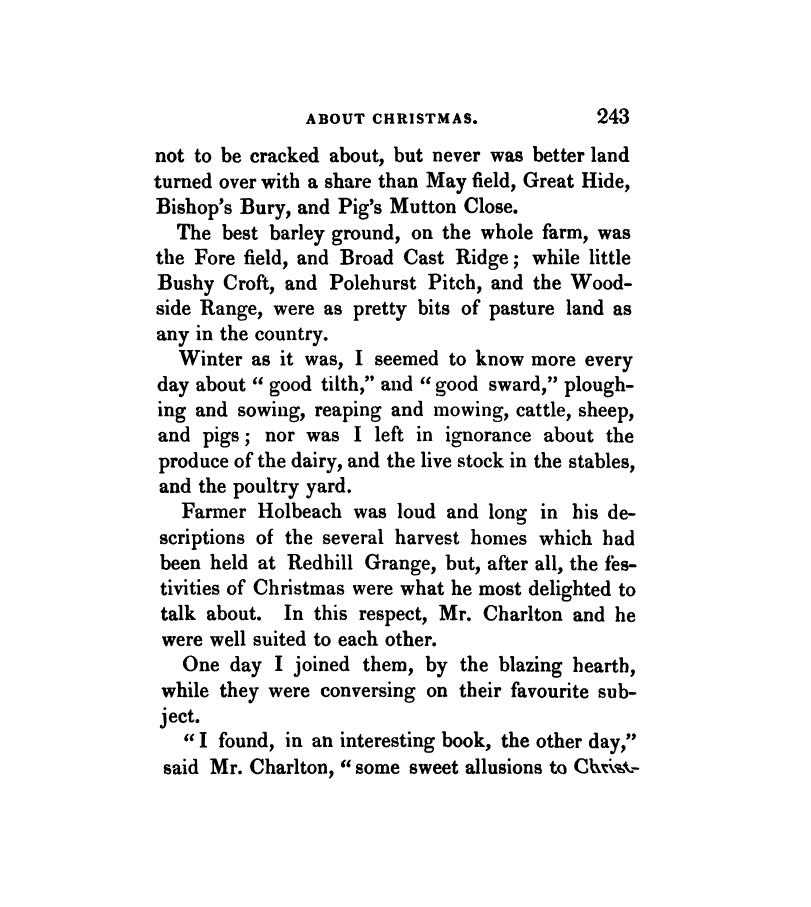 ABOUT CHRISTMAS. 243
not to be cracked about, but never was better land
turned over with a share than May field, Great Hide,
Bishop's Bury, and Pig's Mutton Close.
The best barley ground, on the whole farm, was
the Fore field, and Broad Cast Ridge; while little
Bushy Croft, and Polehurst Pitch, and the Wood-
side Range, were as pretty bits of pasture land as
any in the country.
Winter as it was, I seemed to know more every
day about "good tilth," and "good sward," plough-
ing and sowing, reaping and mowing, cattle, sheep,
and pigs; nor was I left in ignorance about the
produce of the dairy, and the live stock in the stables,
and the poultry yard.
Farmer Holbeach was loud and long in his de-
scriptions of the several harvest homes which had
been held at Redhill Grange, but, after all, the fes-
tivities of Christmas were what he most delighted to
talk about. In this respect, Mr. Charlton and he
were well suited to each other.
One day I joined them, by the blazing hearth,
while they were conversing on their favourite sub-
ject.
"I found, in an interesting book, the other day,"
said Mr. Charlton, "some sweet allusions to Christ-